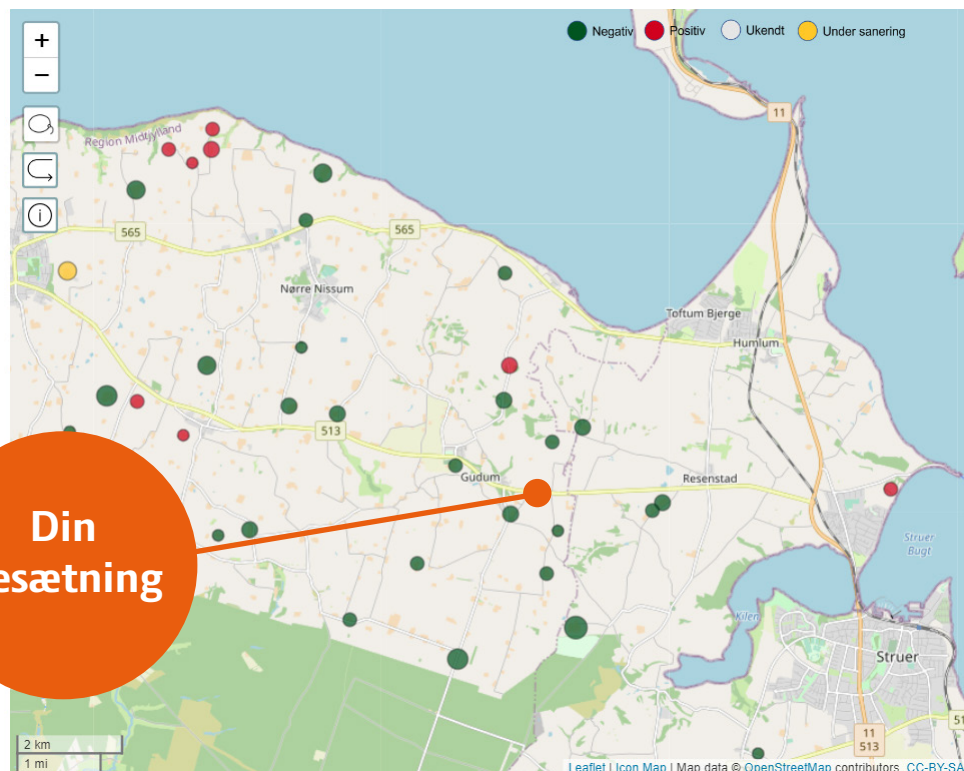 +
−
Negativ
Positiv
Ukendt
Under sanering
11
Region Midtjylland
565
565
Nørre Nissum
Toftum Bjerge
Humlum
513
Gudum
Resenstad
Din
esætning
Struer
Bugt
Kilen
Struer
11
513
51
2 km
1 mi
Leaflet | Icon Map | Map data © OpenStreetMap contributors, CC-BY-SA